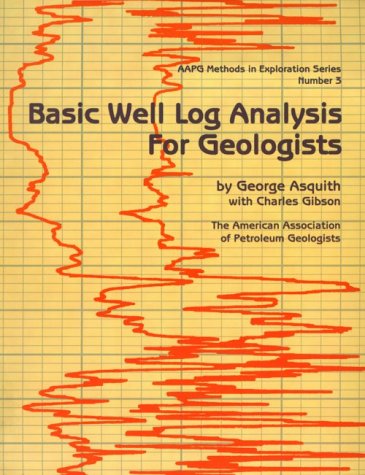 AAPG Methods in Exploration Series
Number 3
Basic Well Log Analysis
For Geologists
by George Asquith
with Charles Gibson
The American Association
of Petroleum Geologists